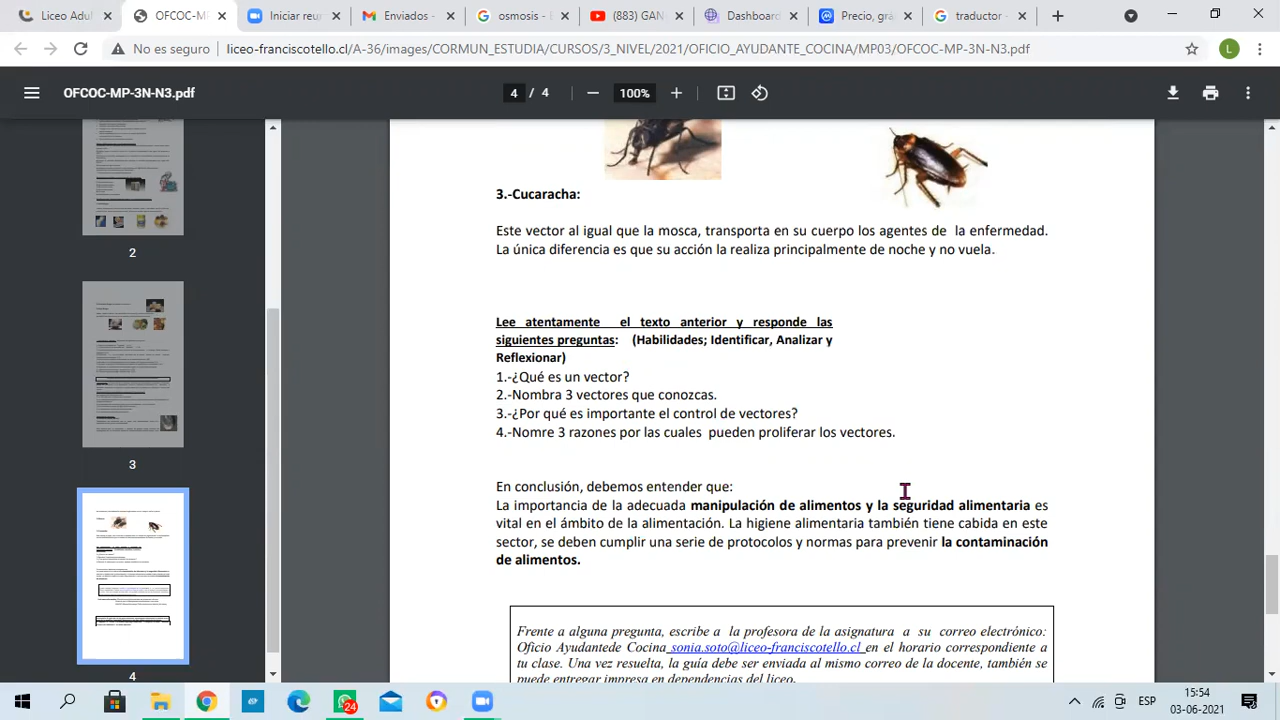 Liceo Adul
OFCOC-MP-
Iniciar reu
Enviados -
osmosís - B
(883) GAN
Dashboard
Precio, grá
traductor -
No es seguro | liceo-franciscotello.cl/A-36/images/CORMUN_ESTUDIA/CURSOS/3_NIVEL/2021/OFICIO_AYUDANTE_COCINA/MP03/OFCOC-MP-3N-N3.pdf
L
OFCOC-MP-3N-N3.pdf
4 / 4
100%
2
3
4
3.-Cucaracha:
Este vector al igual que la mosca, transporta en su cuerpo los agentes de la enfermedad.
La única diferencia es que su acción la realiza principalmente de noche y no vuela.
Lee atentamente el texto anterior y responde las
siguientes preguntas: Habilidades; Identificar, Analizar y
Reflexionar
1.-¿Qué es un vector?
2.-Nombra 3 vectores que conozcas.
3.-¿Por qué es importante el control de vectores?
4.-Nombre 3 razones por las cuales pueden proliferar los vectores.
En conclusión, debemos entender que:
La importancia de la adecuada manipulación de alimentos y la seguridad alimentaria es
vital en el ámbito de la alimentación. La higiene alimentaria también tiene cabida en este
sector, se deben cumplir una serie de protocolos y normas para prevenir la contaminación
de alimentos.
Frente a alguna pregunta, escribe a la profesora de la asignatura a su correo electrónico:
Oficio Ayudantede Cocina sonia.soto@liceo-franciscotello.cl en el horario correspondiente a
tu clase. Una vez resuelta, la guía debe ser enviada al mismo correo de la docente, también se
puede entregar impresa en dependencias del liceo.
24
ESP
15:54
03-06-2021